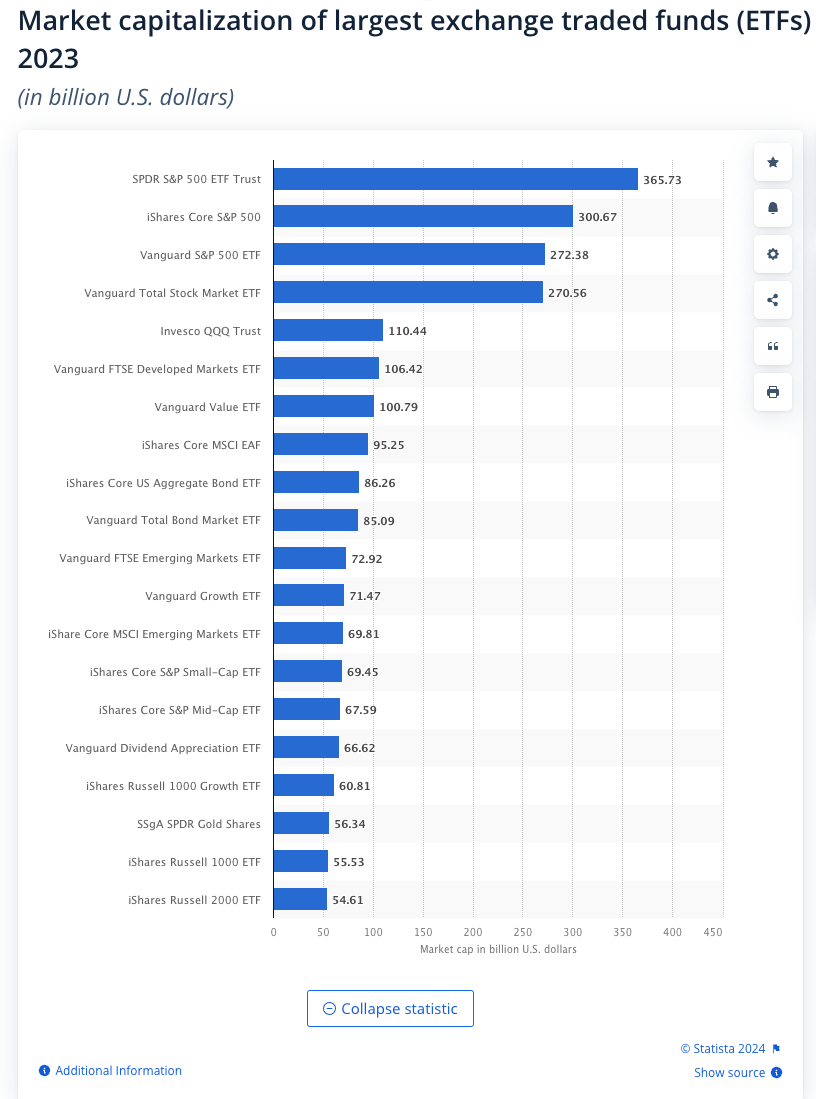 Market capitalization of largest exchange traded funds (ETFs)
2023
(in billion U.S. dollars)
SPDR S&P 500 ETF Trust 365.73
iShares Core S&P 500 300.67
Vanguard S&P 500 ETF 272.38
Vanguard Total Stock Market ETF 270.56
Invesco QQQ Trust 110.44
Vanguard FTSE Developed Markets ETF 106.42
Vanguard Value ETF 100.79
iShares Core MSCI EAF 95.25
iShares Core US Aggregate Bond ETF 86.26
Vanguard Total Bond Market ETF 85.09
Vanguard FTSE Emerging Markets ETF 72.92
Vanguard Growth ETF 71.47
iShare Core MSCI Emerging Markets ETF 69.81
iShares Core S&P Small-Cap ETF 69.45
iShares Core S&P Mid-Cap ETF 67.59
Vanguard Dividend Appreciation ETF 66.62
iShares Russell 1000 Growth ETF 60.81
SSgA SPDR Gold Shares 56.34
iShares Russell 1000 ETF 55.53
iShares Russell 2000 ETF 54.61
0 50 100 150 200 250 300 350 400 450
Market cap in billion U.S. dollars
Collapse statistic
© Statista 2024
Additional Information
Show source